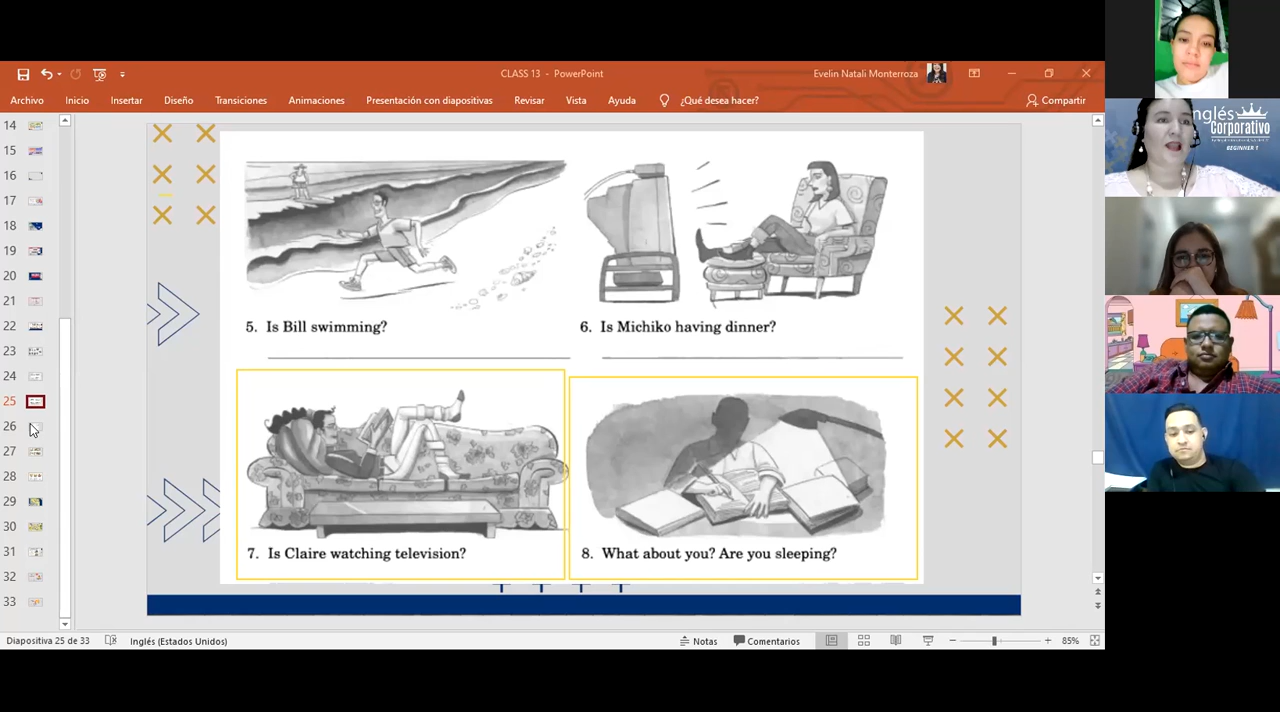 CLASS 13 - PowerPoint
Evelin Natali Monterroza
Archivo Inicio Insertar Diseño Transiciones Animaciones Presentación con diapositivas Revisar Vista Ayuda ¿Qué desea hacer? Compartir
14
15
16
17
18
19
20
21
22
23
24
25
26
27
28
29
30
31
32
33
5. Is Bill swimming?
6. Is Michiko having dinner?
7. Is Claire watching television?
8. What about you? Are you sleeping?
Diapositiva 25 de 33 Inglés (Estados Unidos) Notas Comentarios 85%
nglés
Corporativo
BEGINNER 1